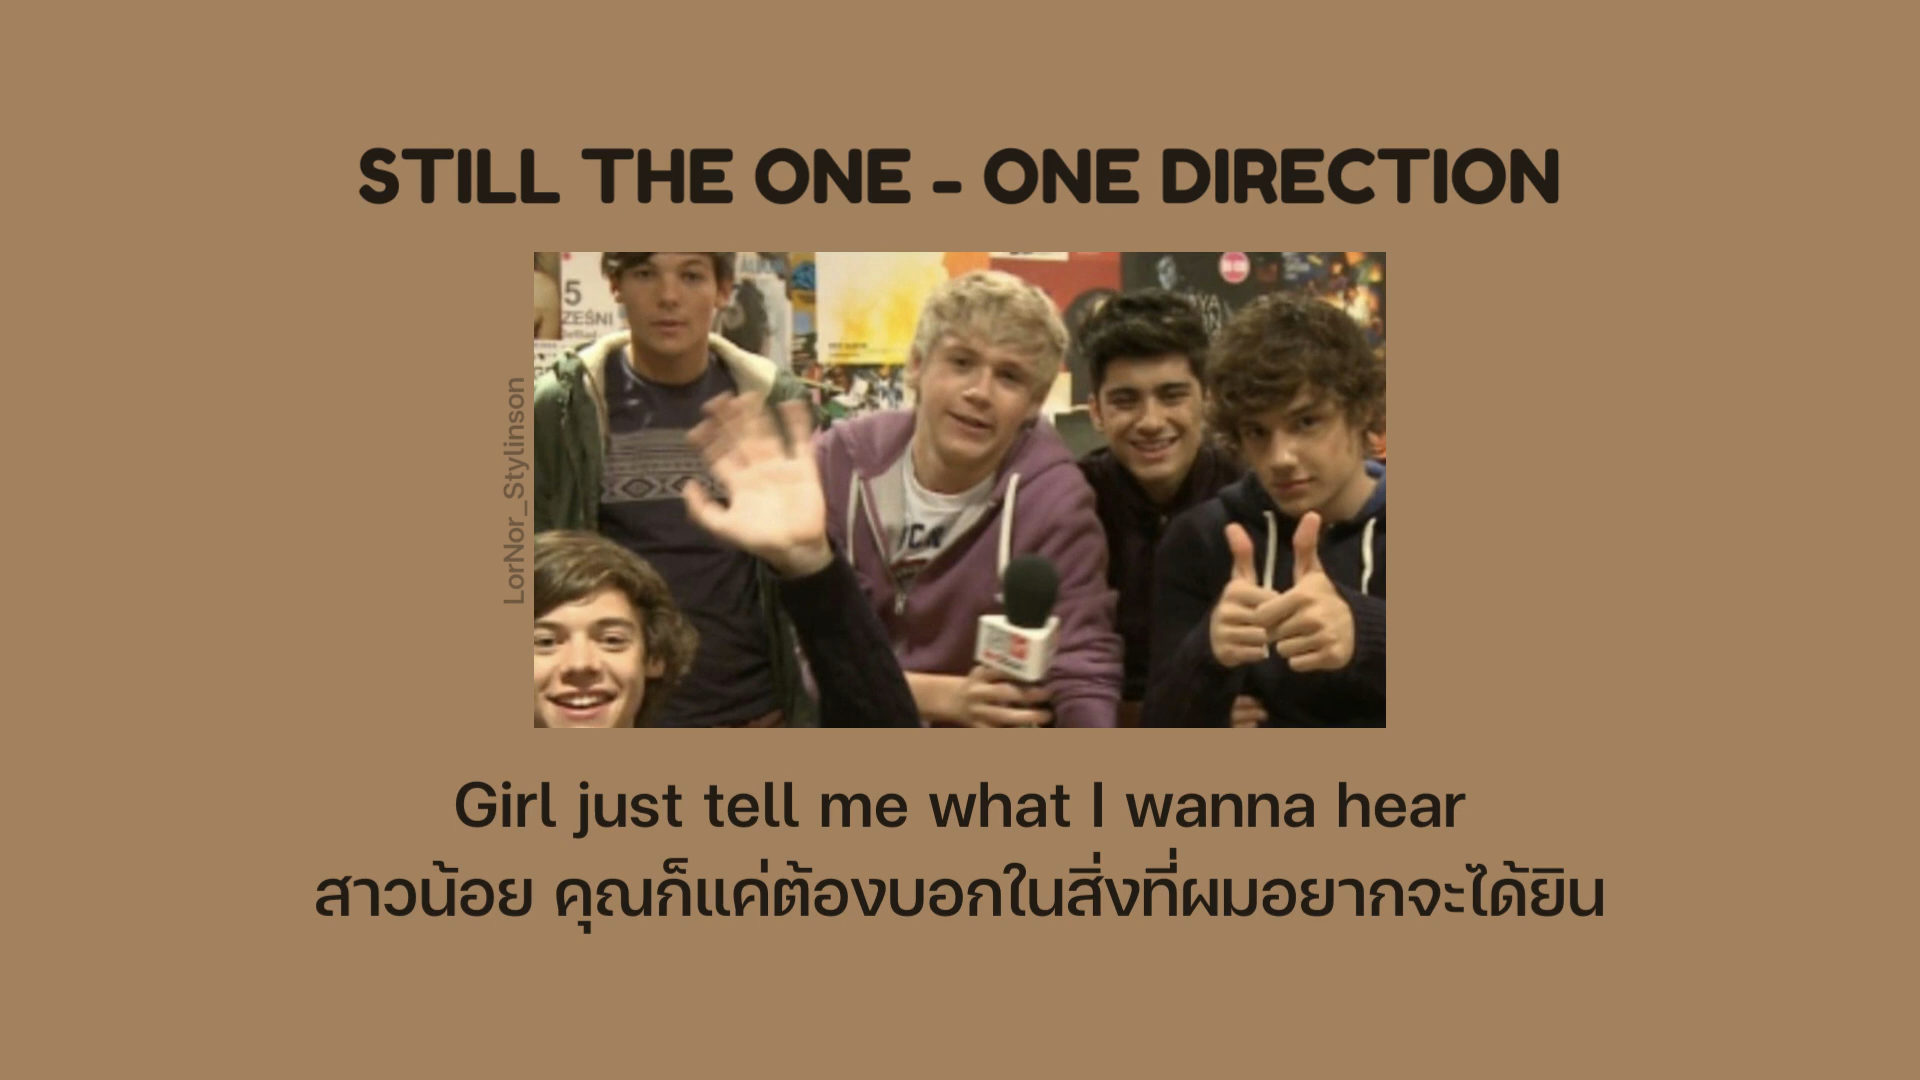 STILL THE ONE - ONE DIRECTION
5
ZEŚNI
LorNor_Stylinson
Girl just tell me what I wanna hear
สาวน้อย คุณก็แค่ต้องบอกในสิ่งที่ผมอยากจะได้ยิน